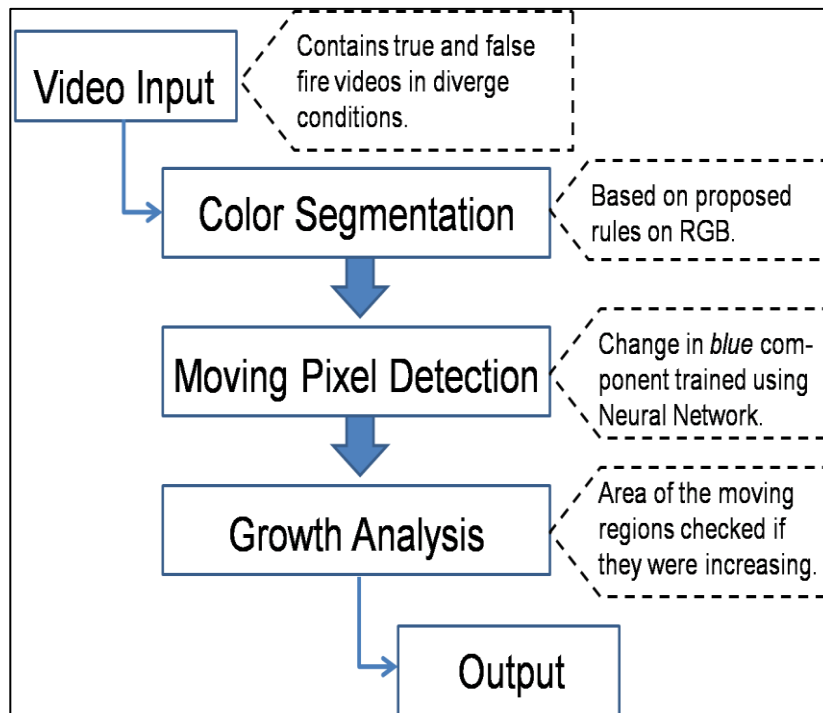 Video Input
Contains true and false
fire videos in diverge
conditions.
Color Segmentation
Based on proposed
rules on RGB.
Moving Pixel Detection
Change in blue com-
ponent trained using
Neural Network.
Growth Analysis
Area of the moving
regions checked if
they were increasing.
Output